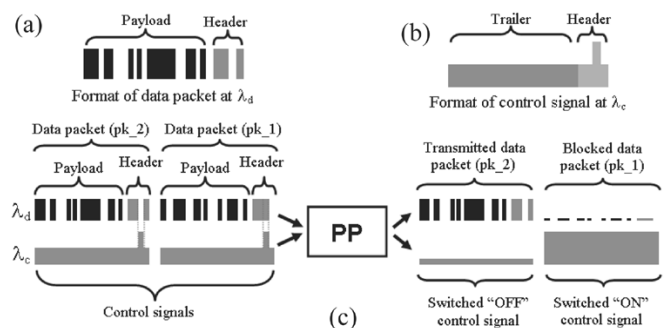 (a)
Payload
Header
Format of data packet at λd
(b)
Trailer
Header
Format of control signal at λc
Data packet (pk_2)
Data packet (pk_1)
Payload
Header
Payload
Header
λd
λc
Control signals
PP
Transmitted data
packet (pk_2)
Blocked data
packet (pk_1)
Switched “OFF”
control signal
Switched “ON”
control signal
(c)